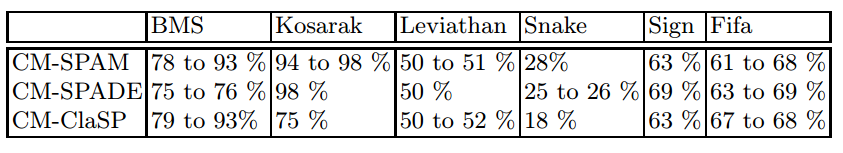 BMS Kosarak Leviathan Snake Sign Fifa
CM-SPAM 78 to 93 % 94 to 98 % 50 to 51 % 28% 63 % 61 to 68 %
CM-SPADE 75 to 76 % 98 % 50 % 25 to 26 % 69 % 63 to 69 %
CM-ClaSP 79 to 93% 75 % 50 to 52 % 18 % 63 % 67 to 68 %